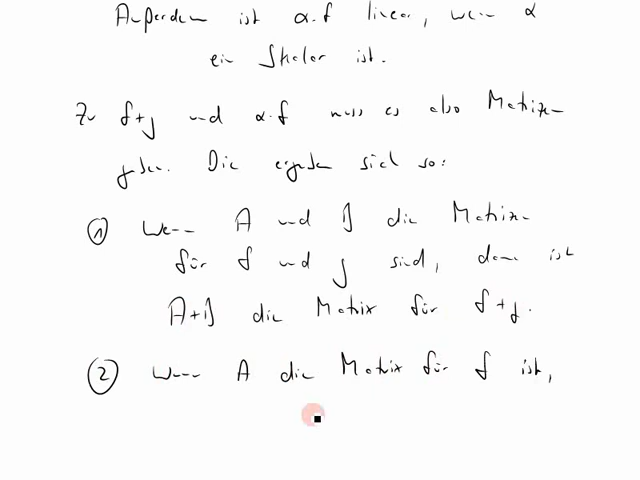 Außerdem ist α·f linear, wenn α
ein Skalar ist.
Zu f+g und α·f muss es also Matrizen
geben. Die ergeben sich so:
① Wenn A und B die Matrizen
für f und g sind, dann ist
A+B die Matrix für f+g.
② Wenn A die Matrix für f ist,